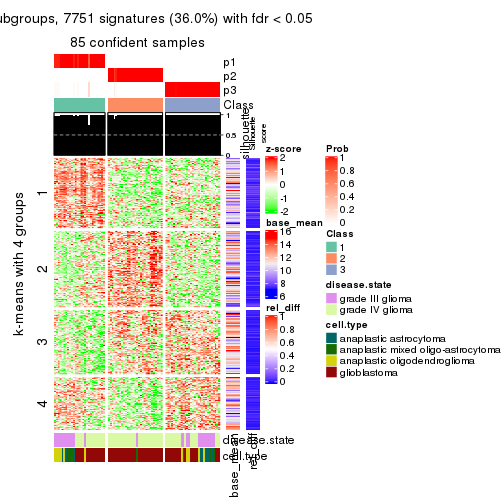 ubgroups, 7751 signatures (36.0%) with fdr < 0.05
85 confident samples
p1
p2
p3
Class
1
0.5
0
silhouette
Silhouette
score
k-means with 4 groups
1
2
3
4
base_mean
rel_diff
disease.state
cell.type
z-score
2
1
0
-1
-2
base_mean
16
14
12
10
8
6
rel_diff
1
0.8
0.6
0.4
0.2
0
Prob
1
0.8
0.6
0.4
0.2
0
Class
1
2
3
disease.state
grade III glioma
grade IV glioma
cell.type
anaplastic astrocytoma
anaplastic mixed oligo-astrocytoma
anaplastic oligodendroglioma
glioblastoma